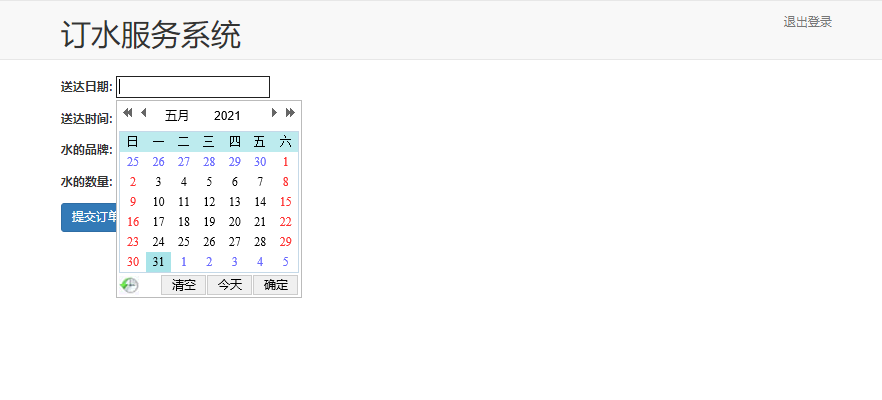 订水服务系统
退出登录
送达日期:
送达时间:
水的品牌:
水的数量:
提交订单
五月 2021
日 一 二 三 四 五 六
25 26 27 28 29 30 1
2 3 4 5 6 7 8
9 10 11 12 13 14 15
16 17 18 19 20 21 22
23 24 25 26 27 28 29
30 31 1 2 3 4 5
清空 今天 确定